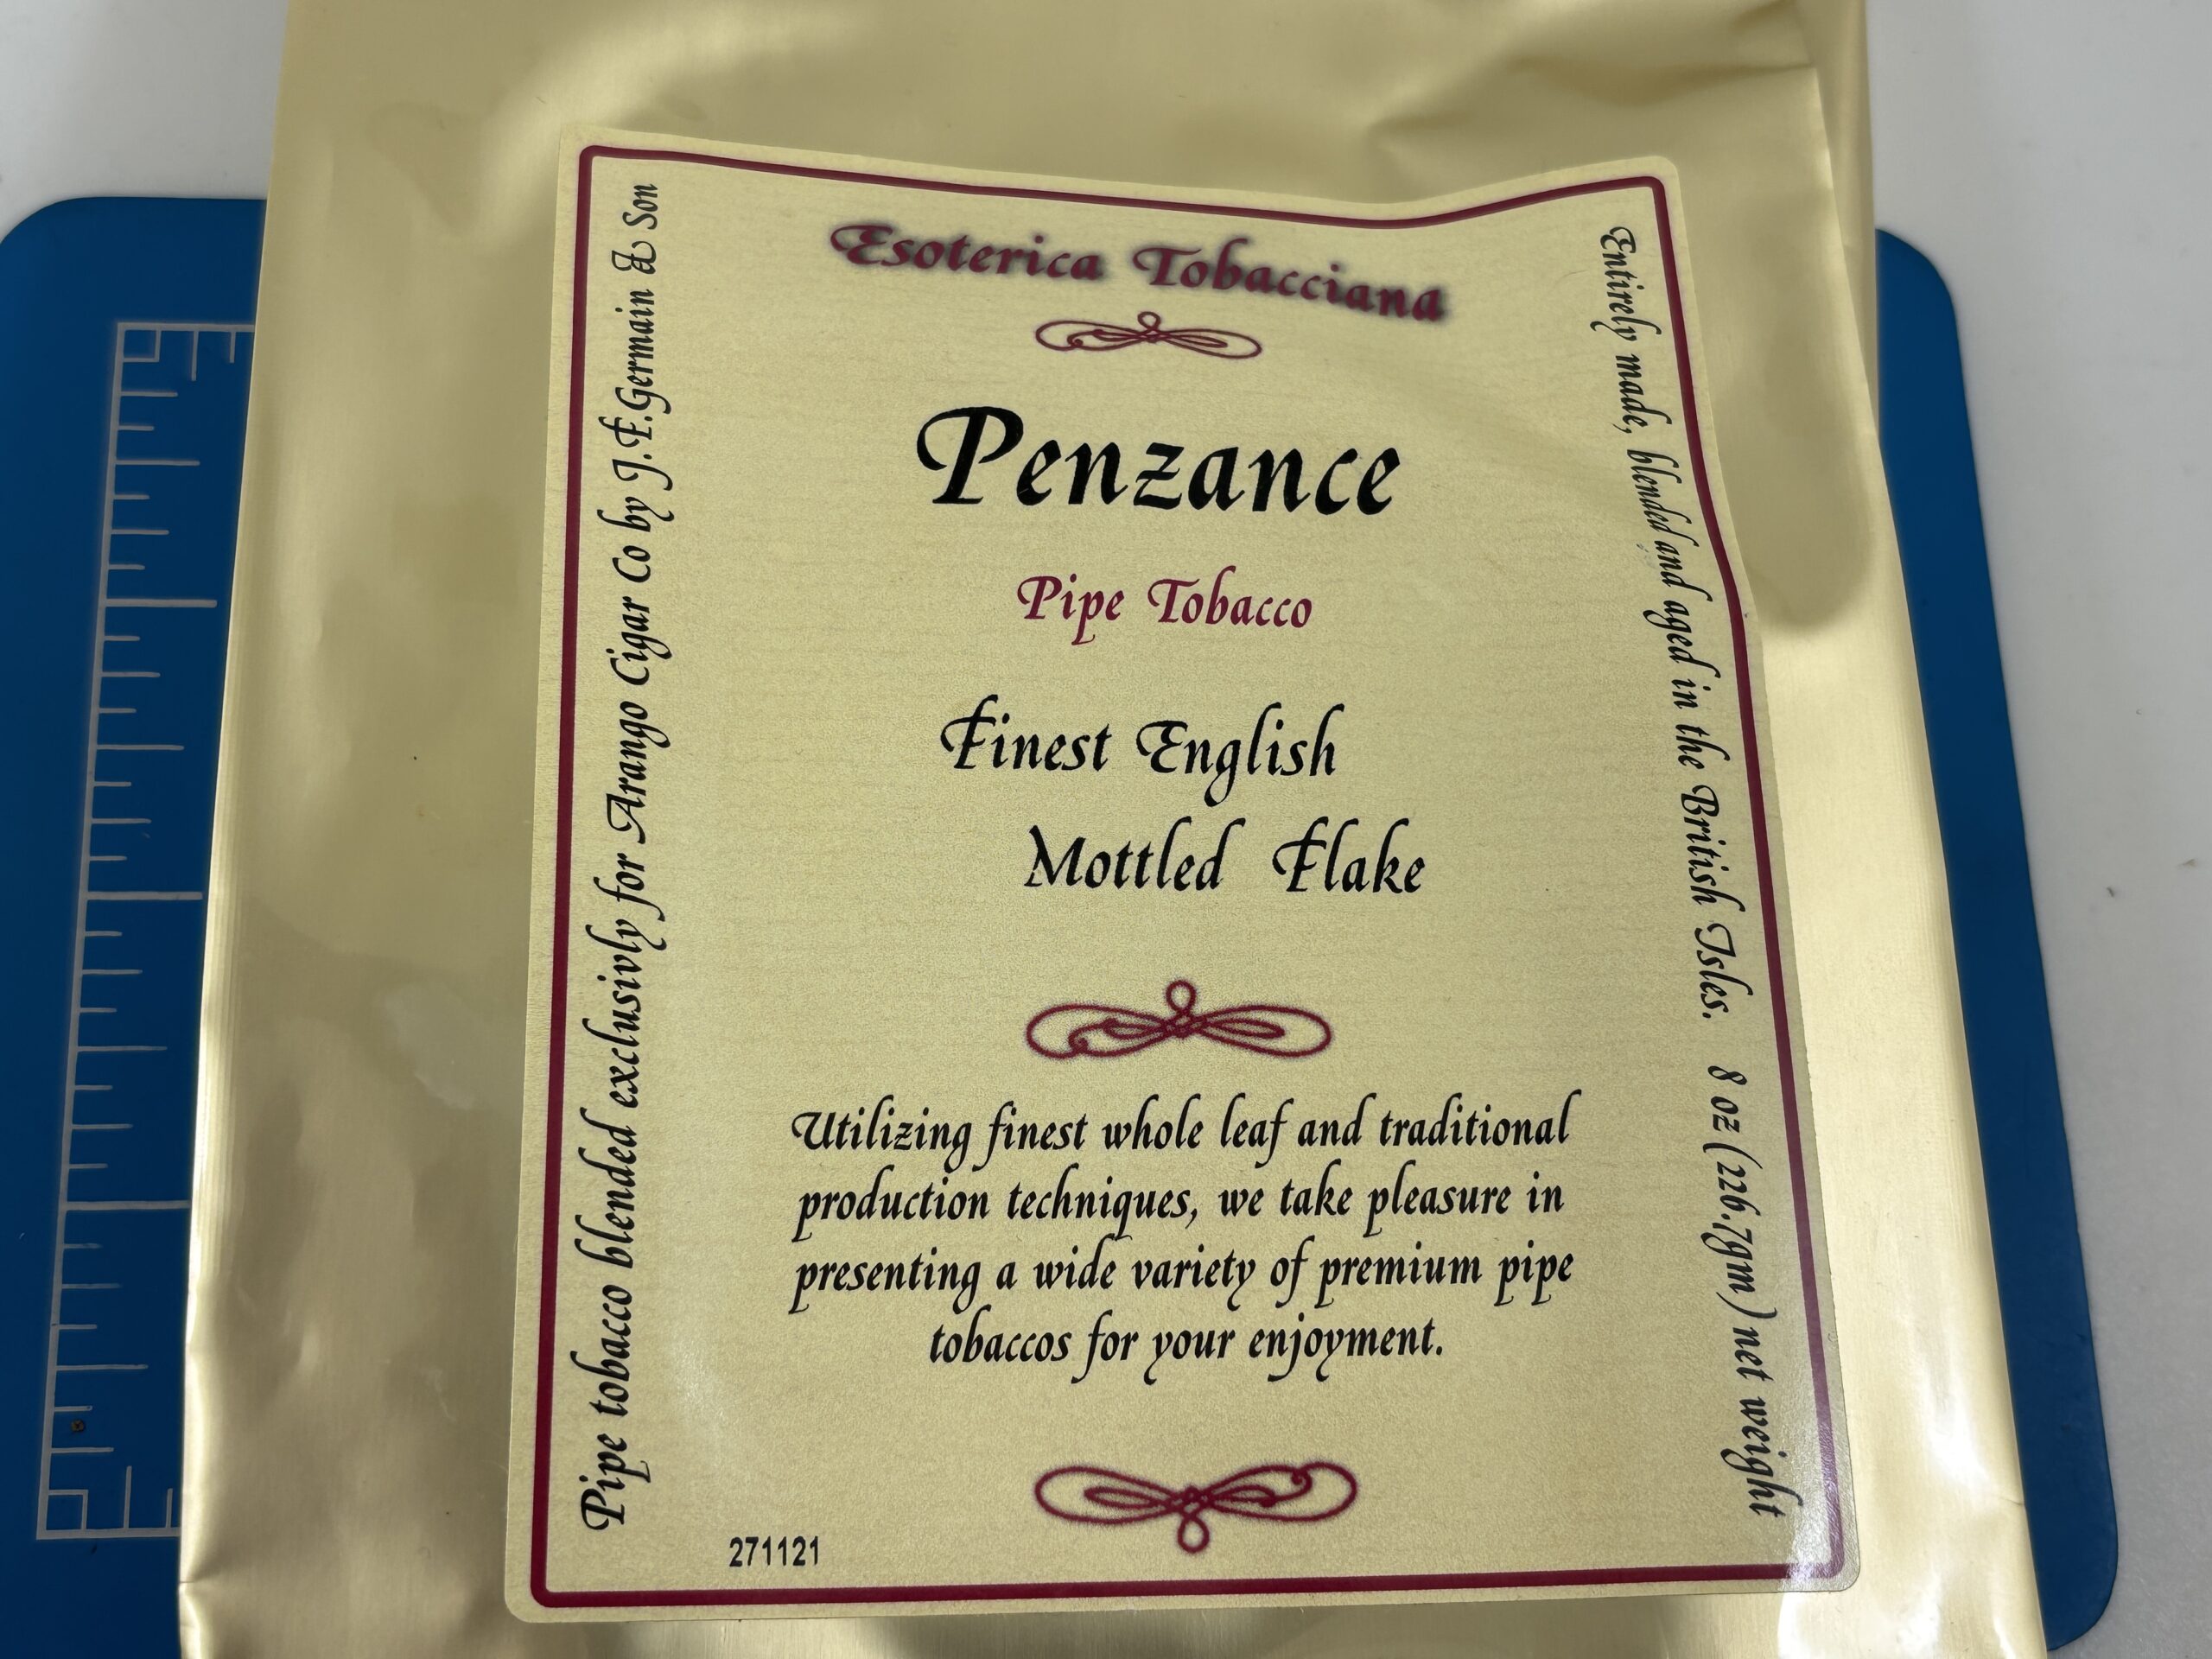 Esoterica Tobacciana
Penzance
Pipe Tobacco
Finest English
Mottled Flake
Utilizing finest whole leaf and traditional
production techniques, we take pleasure in
presenting a wide variety of premium pipe
tobaccos for your enjoyment.
271121
Pipe tobacco blended exclusivly for Arango Cigar Co by J.F.Germain & Son
Entirely made, blended and aged in the British Isles. 8 oz (226.7gm) net weight